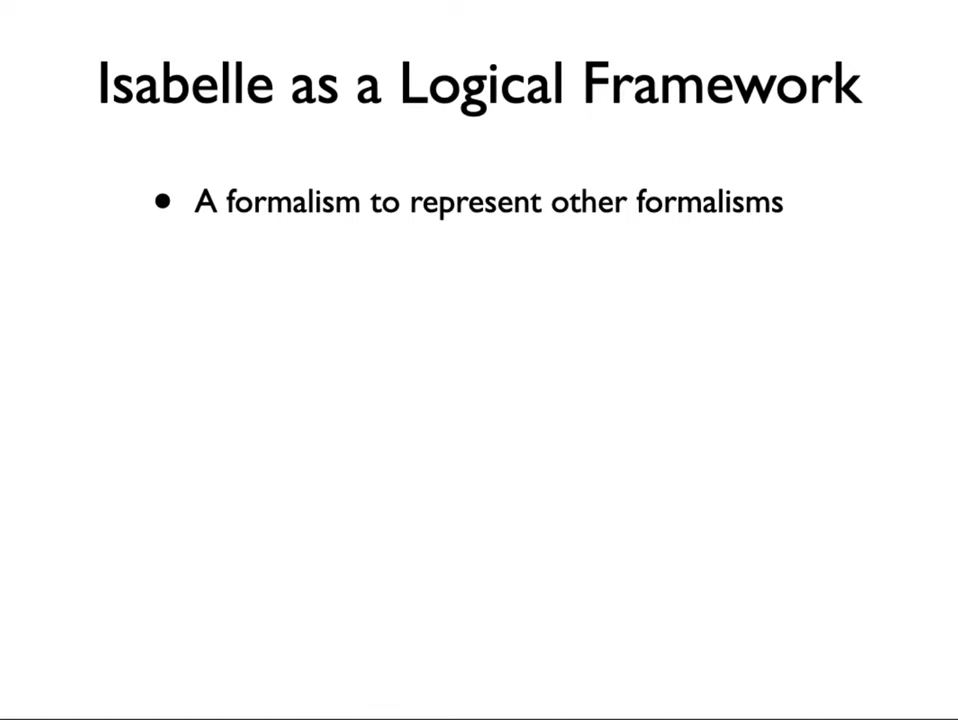 Isabelle as a Logical Framework
• A formalism to represent other formalisms